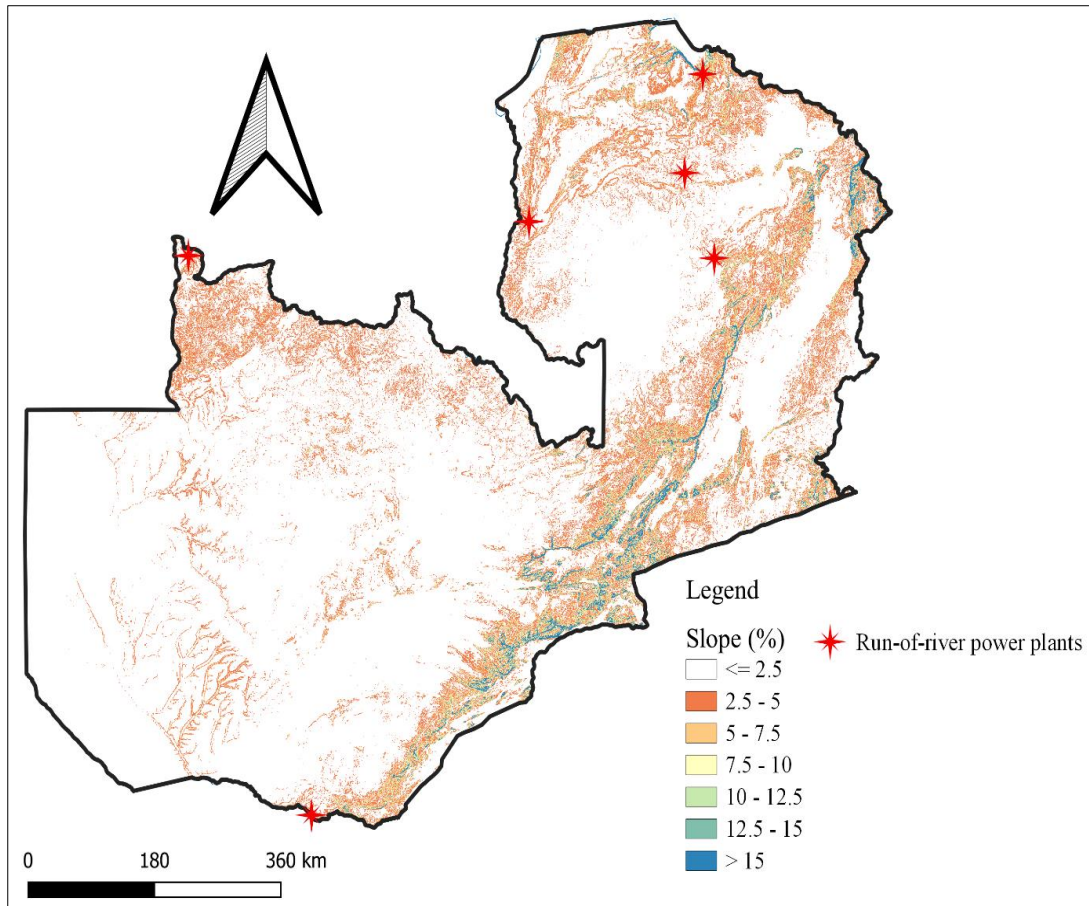 Legend
Slope (%)
<= 2.5
2.5 - 5
5 - 7.5
7.5 - 10
10 - 12.5
12.5 - 15
> 15
Run-of-river power plants
0 180 360 km